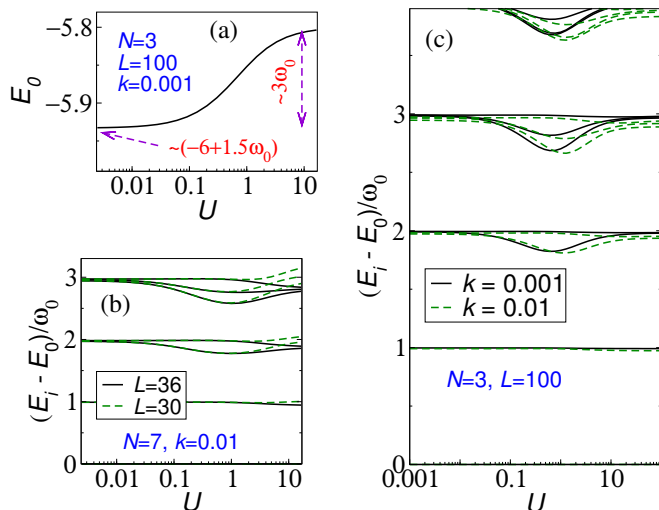 (a)
N=3
L=100
k=0.001
−5.8
−5.9
E₀
~3ω₀
~(−6+1.5ω₀)
0.01
0.1
1
10
U
(b)
3
2
1
0
(Eᵢ - E₀)/ω₀
L=36
L=30
N=7, k=0.01
0.01
0.1
1
10
U
(c)
4
3
2
1
0
(Eᵢ - E₀)/ω₀
k = 0.001
k = 0.01
N=3, L=100
0.001
0.1
10
U